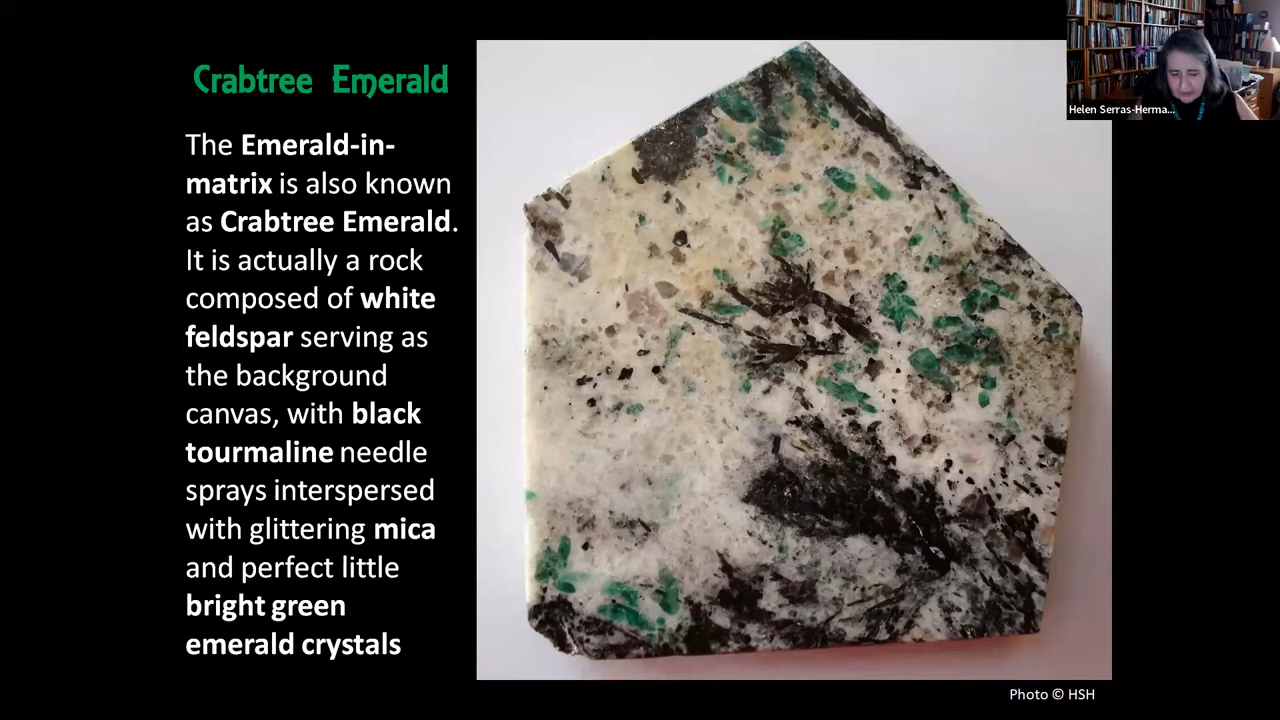 Crabtree Emerald
The Emerald-in-
matrix is also known
as Crabtree Emerald.
It is actually a rock
composed of white
feldspar serving as
the background
canvas, with black
tourmaline needle
sprays interspersed
with glittering mica
and perfect little
bright green
emerald crystals
Helen Serras-Herma...
Photo © HSH